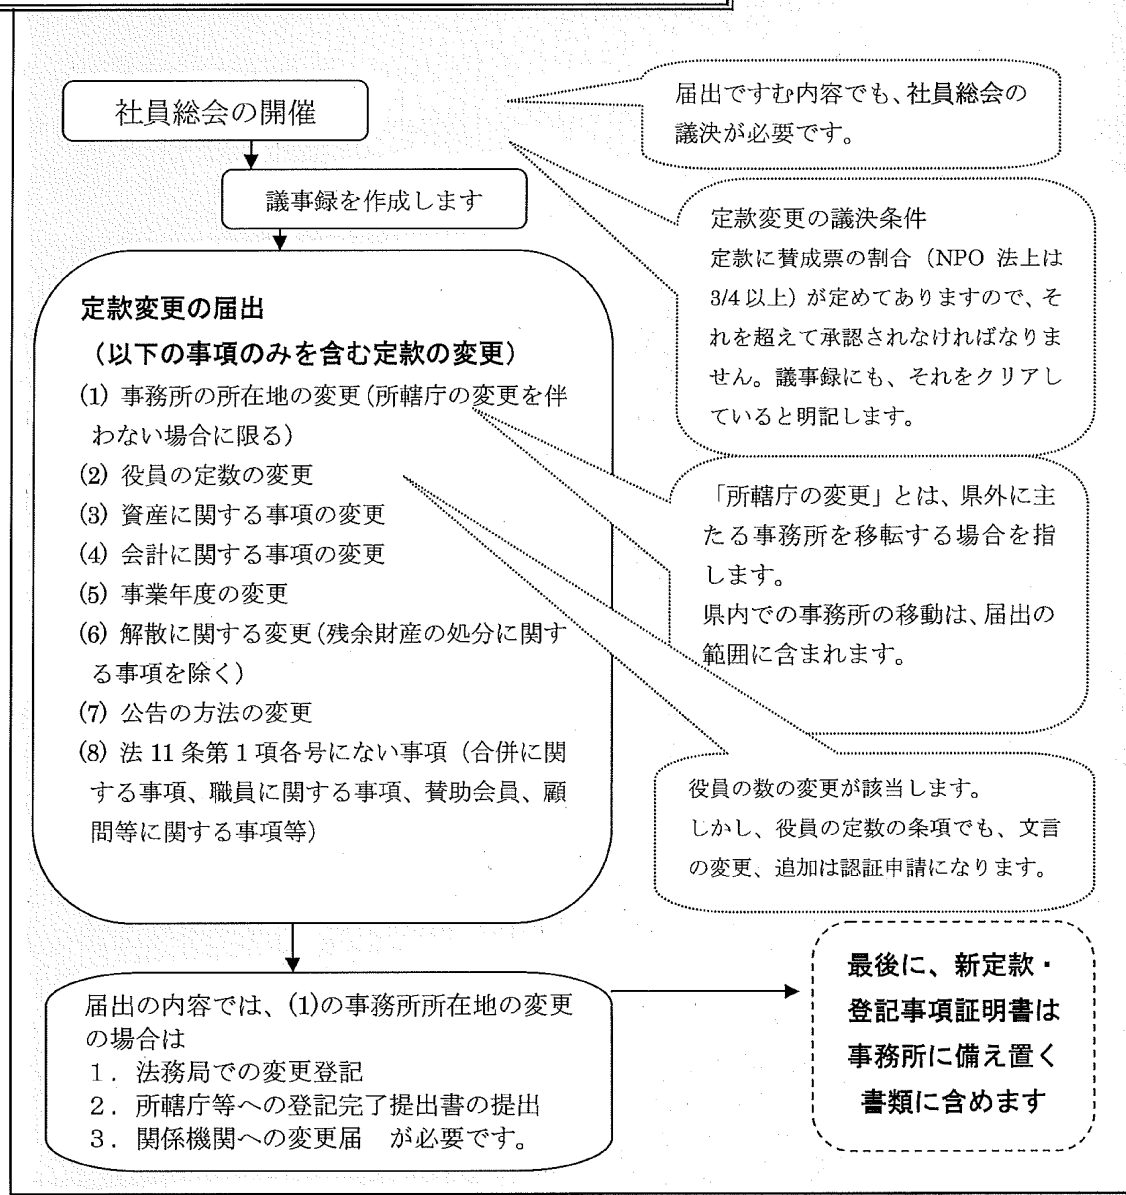 社員総会の開催
届出ですむ内容でも、社員総会の
議決が必要です。
議事録を作成します
定款変更の議決条件
定款に賛成票の割合（NPO 法上は
3/4 以上）が定めてありますので、そ
れを超えて承認されなければなりま
せん。議事録にも、それをクリアし
ていると明記します。
定款変更の届出
（以下の事項のみを含む定款の変更）
(1) 事務所の所在地の変更(所轄庁の変更を伴
わない場合に限る)
(2) 役員の定数の変更
(3) 資産に関する事項の変更
(4) 会計に関する事項の変更
(5) 事業年度の変更
(6) 解散に関する変更(残余財産の処分に関す
る事項を除く)
(7) 公告の方法の変更
(8) 法 11 条第 1 項各号にない事項（合併に関
する事項、職員に関する事項、賛助会員、顧
問等に関する事項等）
「所轄庁の変更」とは、県外に主
たる事務所を移転する場合を指
します。
県内での事務所の移動は、届出の
範囲に含まれます。
役員の数の変更が該当します。
しかし、役員の定数の条項でも、文言
の変更、追加は認証申請になります。
届出の内容では、(1)の事務所所在地の変更
の場合は
１．法務局での変更登記
２．所轄庁等への登記完了提出書の提出
３．関係機関への変更届　が必要です。
最後に、新定款・
登記事項証明書は
事務所に備え置く
書類に含めます